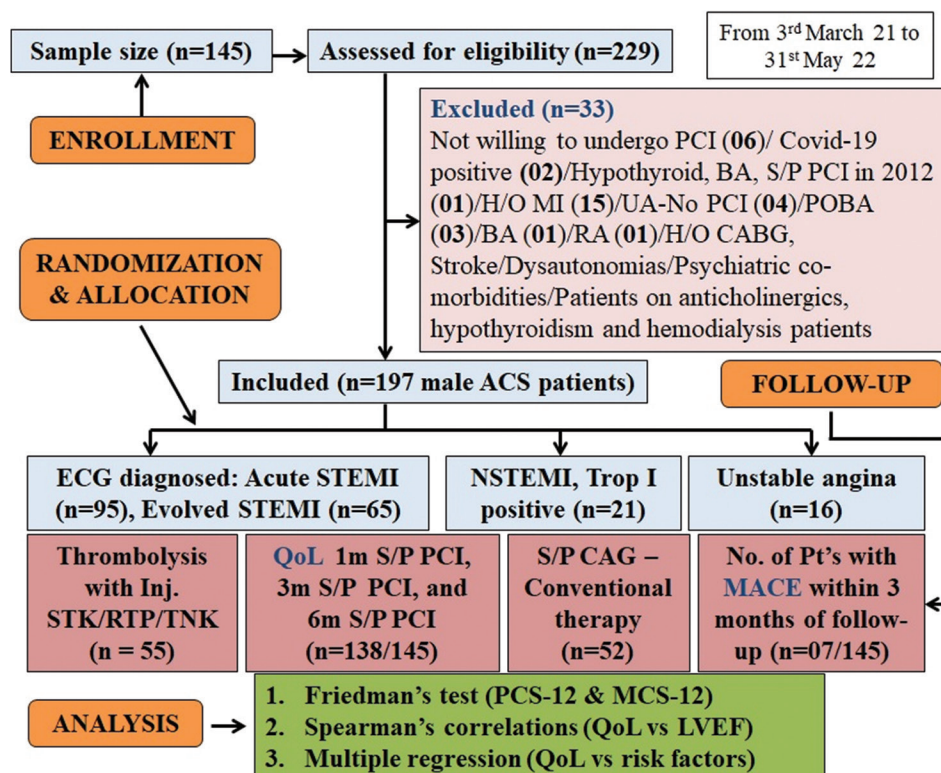 Sample size (n=145)
Assessed for eligibility (n=229)
From 3rd March 21 to
31st May 22
ENROLLMENT
Excluded (n=33)
Not willing to undergo PCI (06)/ Covid-19
positive (02)/Hypothyroid, BA, S/P PCI in 2012
(01)/H/O MI (15)/UA-No PCI (04)/POBA
(03)/BA (01)/RA (01)/H/O CABG,
Stroke/Dysautonomias/Psychiatric co-
morbidities/Patients on anticholinergics,
hypothyroidism and hemodialysis patients
RANDOMIZATION
& ALLOCATION
Included (n=197 male ACS patients)
FOLLOW-UP
ECG diagnosed: Acute STEMI
(n=95), Evolved STEMI (n=65)
NSTEMI, Trop I
positive (n=21)
Unstable angina
(n=16)
Thrombolysis
with Inj.
STK/RTP/TNK
(n = 55)
QoL 1m S/P PCI,
3m S/P PCI, and
6m S/P PCI
(n=138/145)
S/P CAG –
Conventional
therapy
(n=52)
No. of Pt's with
MACE within 3
months of follow-
up (n=07/145)
ANALYSIS
1. Friedman's test (PCS-12 & MCS-12)
2. Spearman's correlations (QoL vs LVEF)
3. Multiple regression (QoL vs risk factors)